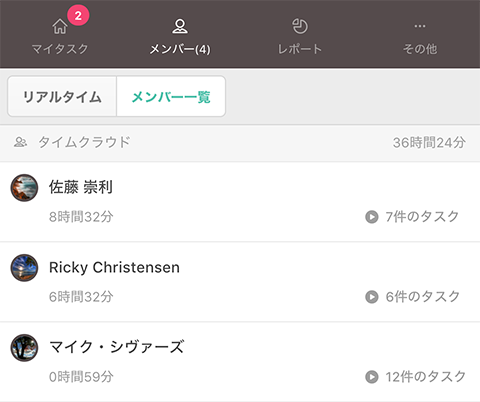 2
マイタスク
メンバー(4)
レポート
その他
リアルタイム
メンバー一覧
タイムクラウド 36時間24分
佐藤 崇利
8時間32分 7件のタスク
Ricky Christensen
6時間32分 6件のタスク
マイク・シヴァーズ
0時間59分 12件のタスク